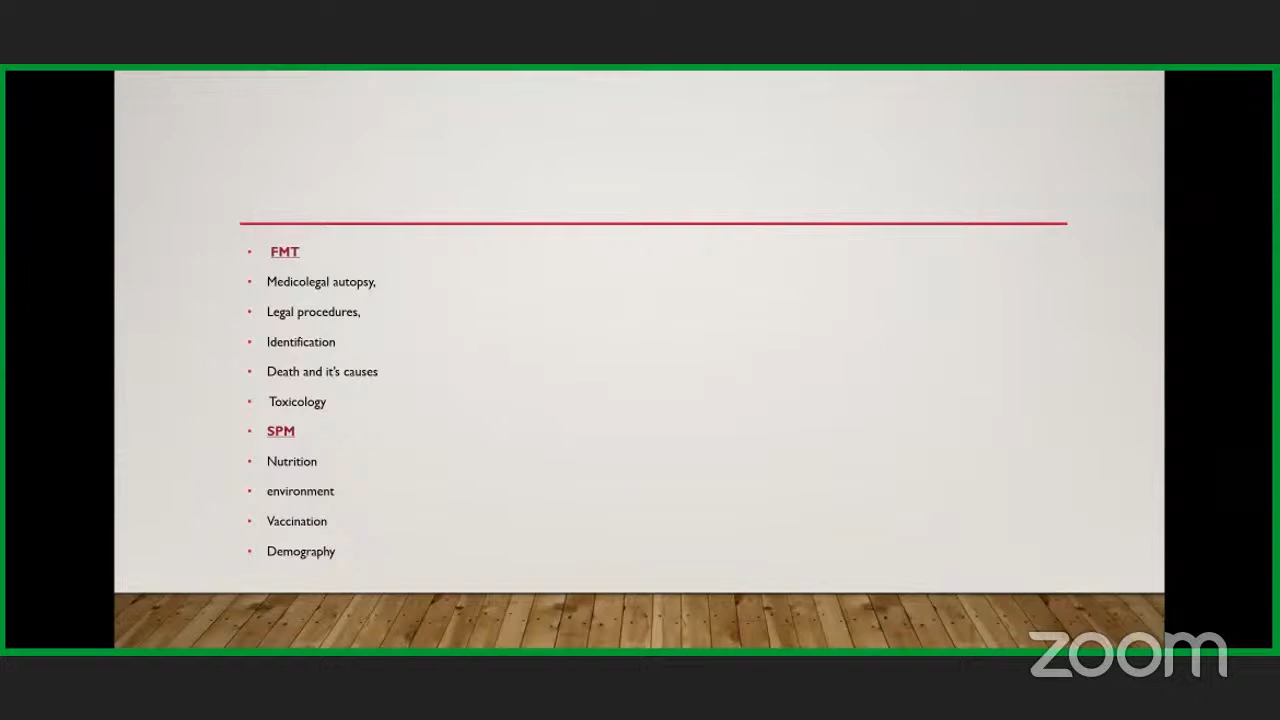 FMT
Medicolegal autopsy,
Legal procedures,
Identification
Death and it's causes
Toxicology
SPM
Nutrition
environment
Vaccination
Demography
zoom